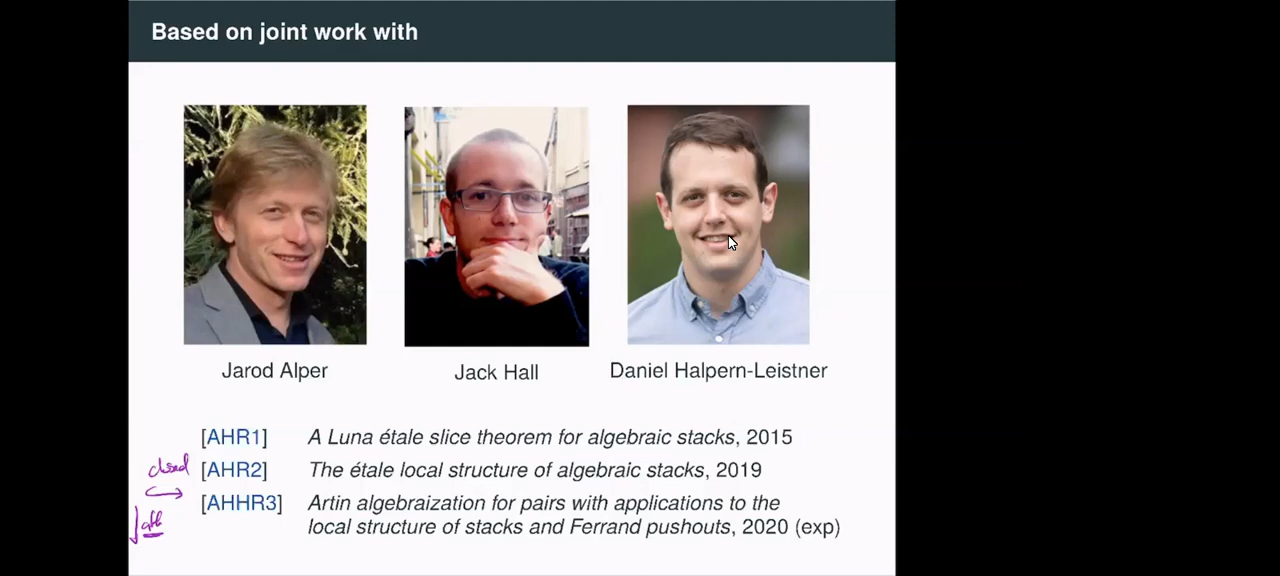 Based on joint work with
Jarod Alper
Jack Hall
Daniel Halpern-Leistner
[AHR1] A Luna étale slice theorem for algebraic stacks, 2015
closed
[AHR2] The étale local structure of algebraic stacks, 2019
[AHHR3] Artin algebraization for pairs with applications to the
local structure of stacks and Ferrand pushouts, 2020 (exp)